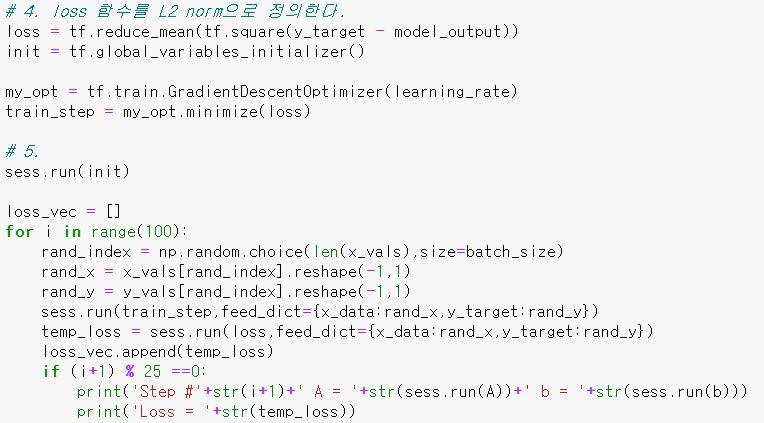 # 4. loss 함수를 L2 norm으로 정의한다.
loss = tf.reduce_mean(tf.square(y_target - model_output))
init = tf.global_variables_initializer()
my_opt = tf.train.GradientDescentOptimizer(learning_rate)
train_step = my_opt.minimize(loss)
# 5.
sess.run(init)
loss_vec = []
for i in range(100):
    rand_index = np.random.choice(len(x_vals),size=batch_size)
    rand_x = x_vals[rand_index].reshape(-1,1)
    rand_y = y_vals[rand_index].reshape(-1,1)
    sess.run(train_step,feed_dict={x_data:rand_x,y_target:rand_y})
    temp_loss = sess.run(loss,feed_dict={x_data:rand_x,y_target:rand_y})
    loss_vec.append(temp_loss)
    if (i+1) % 25 ==0:
        print('Step #'+str(i+1)+' A = '+str(sess.run(A))+' b = '+str(sess.run(b)))
        print('Loss = '+str(temp_loss))